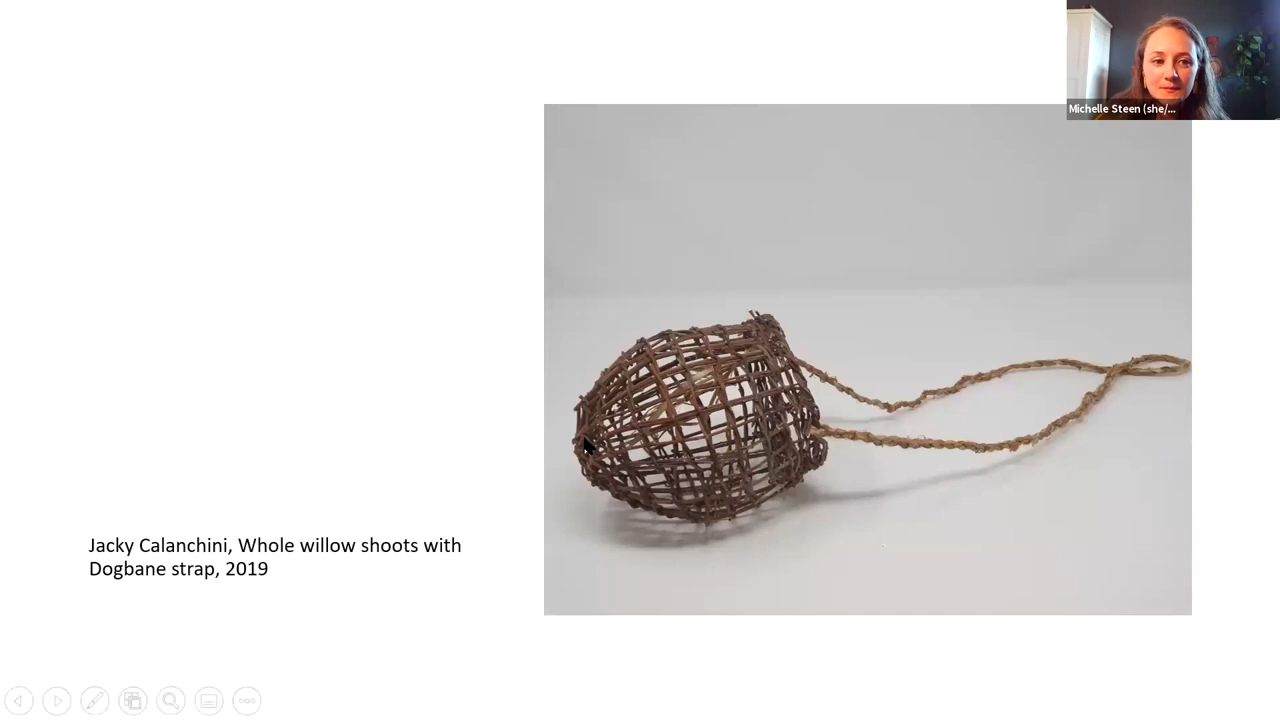 Michelle Steen (she/...
Jacky Calanchini, Whole willow shoots with
Dogbane strap, 2019